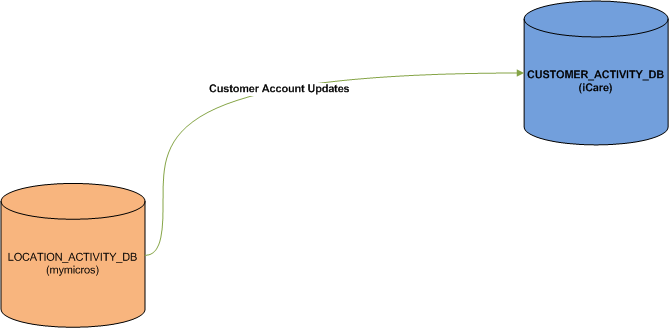 CUSTOMER_ACTIVITY_DB
(iCare)
Customer Account Updates
LOCATION_ACTIVITY_DB
(mymicros)